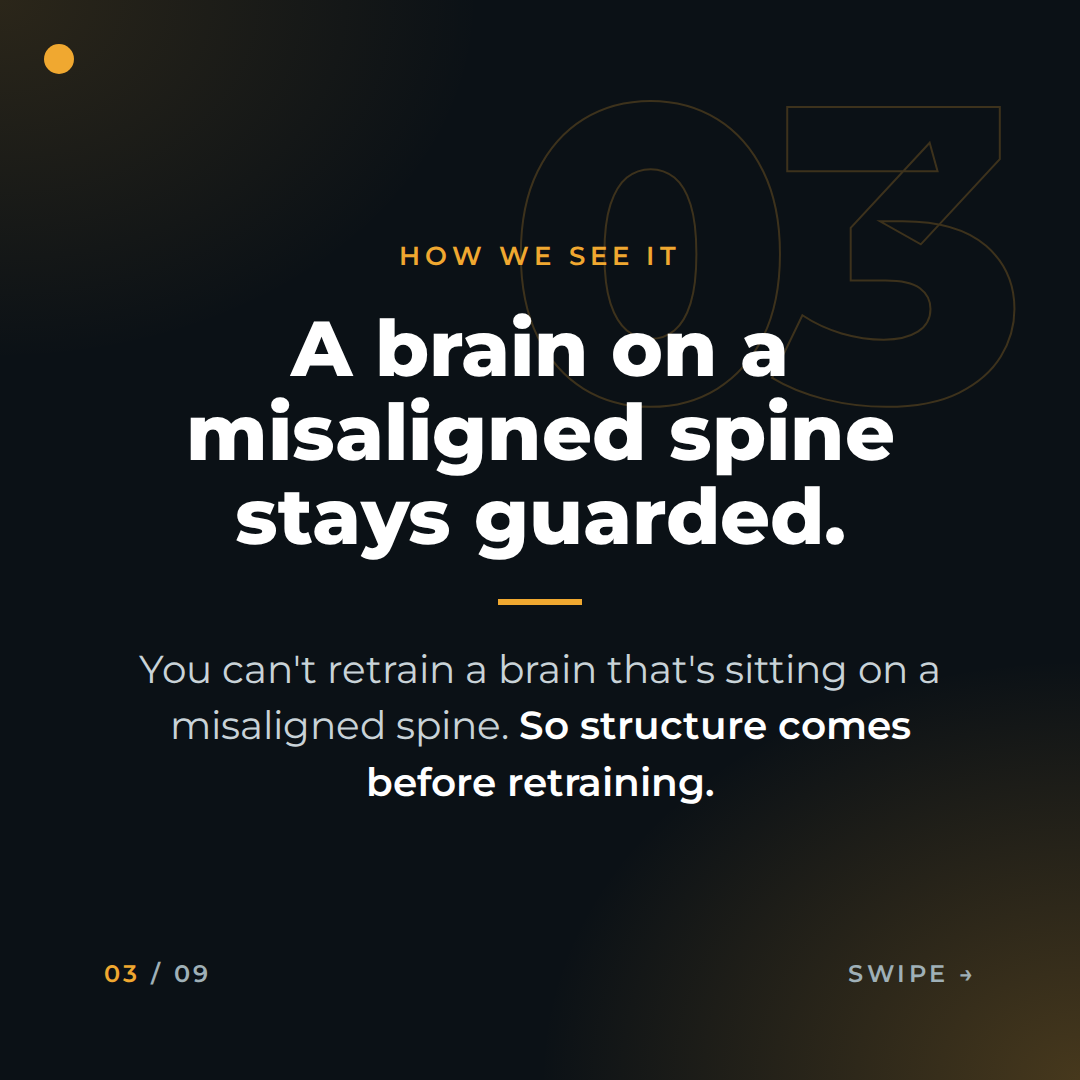 03
HOW WE SEE IT
A brain on a
misaligned spine
stays guarded.
You can't retrain a brain that's sitting on a
misaligned spine. So structure comes
before retraining.
03 / 09
SWIPE →